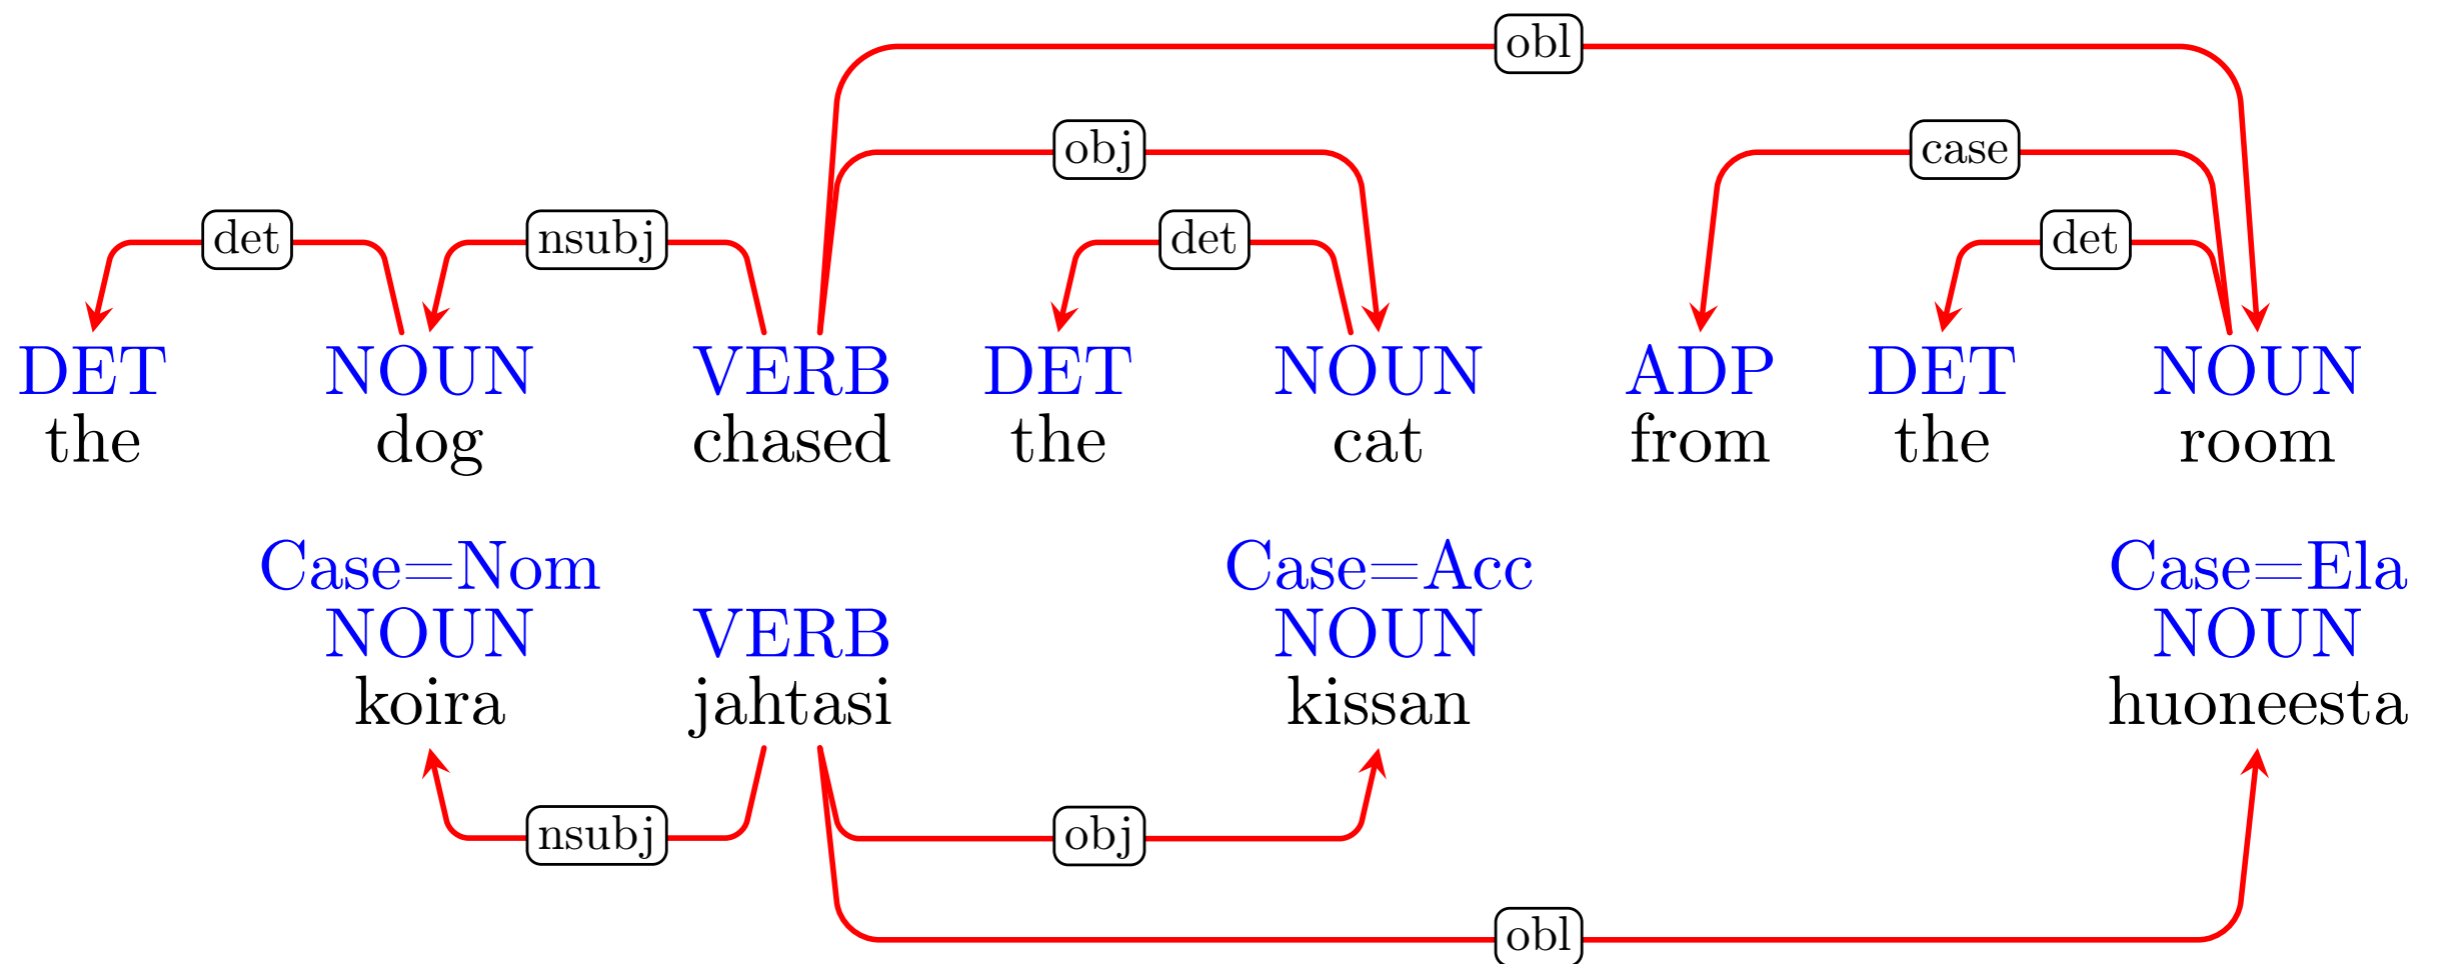 obl
obj case
det nsubj det det
DET NOUN VERB DET NOUN ADP DET NOUN
the dog chased the cat from the room
Case=Nom Case=Acc Case=Ela
NOUN VERB NOUN NOUN
koira jahtasi kissan huoneesta
nsubj obj
obl